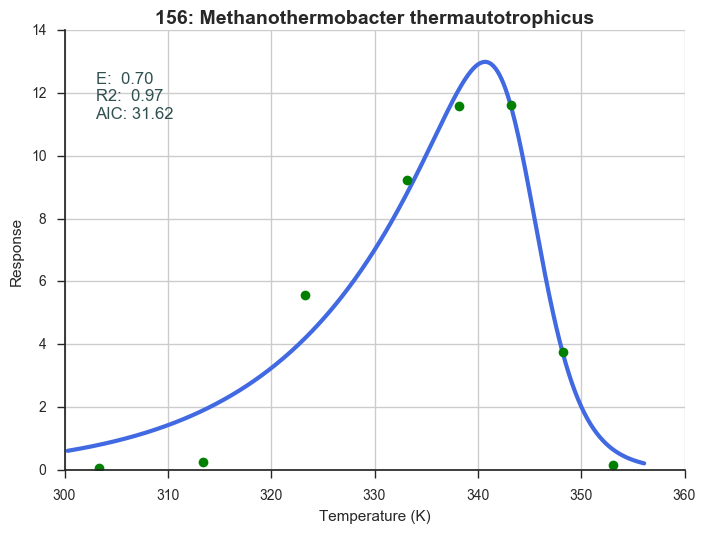 156: Methanothermobacter thermautotrophicus
14
12
10
8
6
4
2
0
E: 0.70
R2: 0.97
AIC: 31.62
Response
300
310
320
330
340
350
360
Temperature (K)